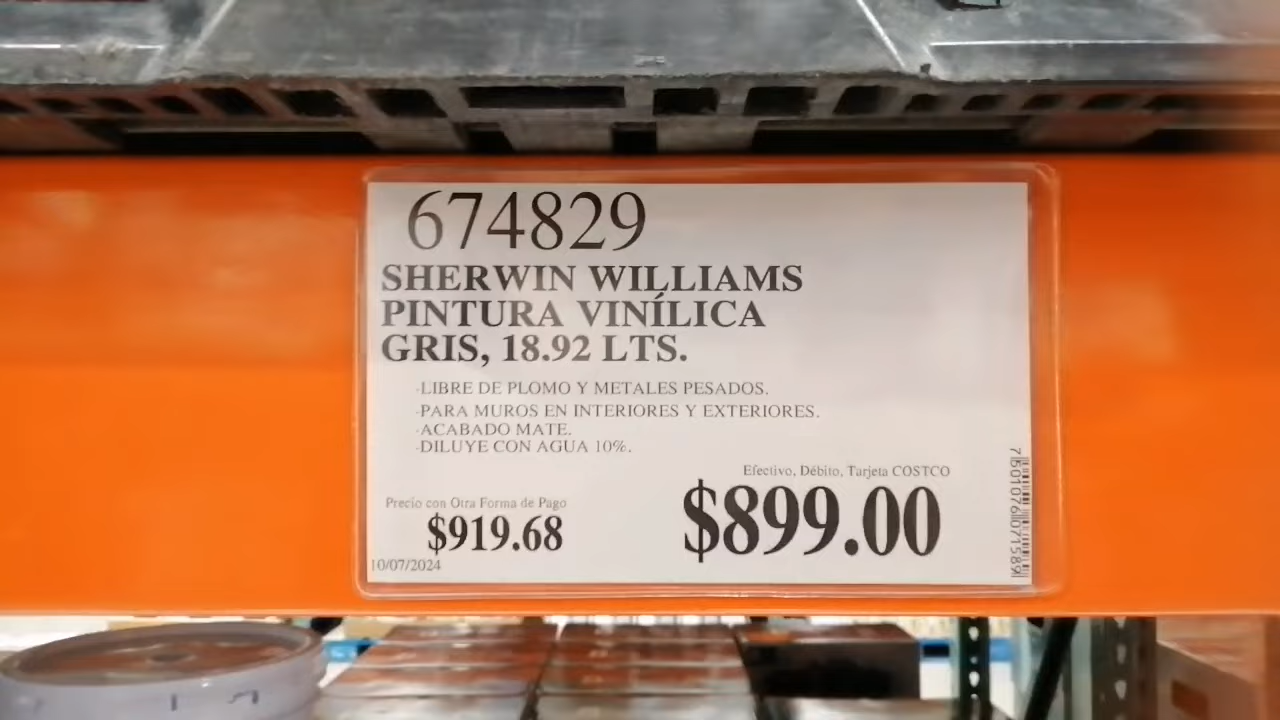 674829
SHERWIN WILLIAMS
PINTURA VINÍLICA
GRIS, 18.92 LTS.
-LIBRE DE PLOMO Y METALES PESADOS.
-PARA MUROS EN INTERIORES Y EXTERIORES.
-ACABADO MATE.
-DILUYE CON AGUA 10%.
Efectivo, Débito, Tarjeta COSTCO
$899.00
Precio con Otra Forma de Pago
$919.68
10/07/2024
7501076071589